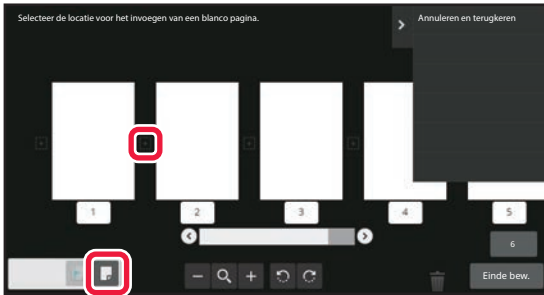 Selecteer de locatie voor het invoegen van een blanco pagina.
Annuleren en terugkeren
1
2
3
4
5
6
Einde bew.